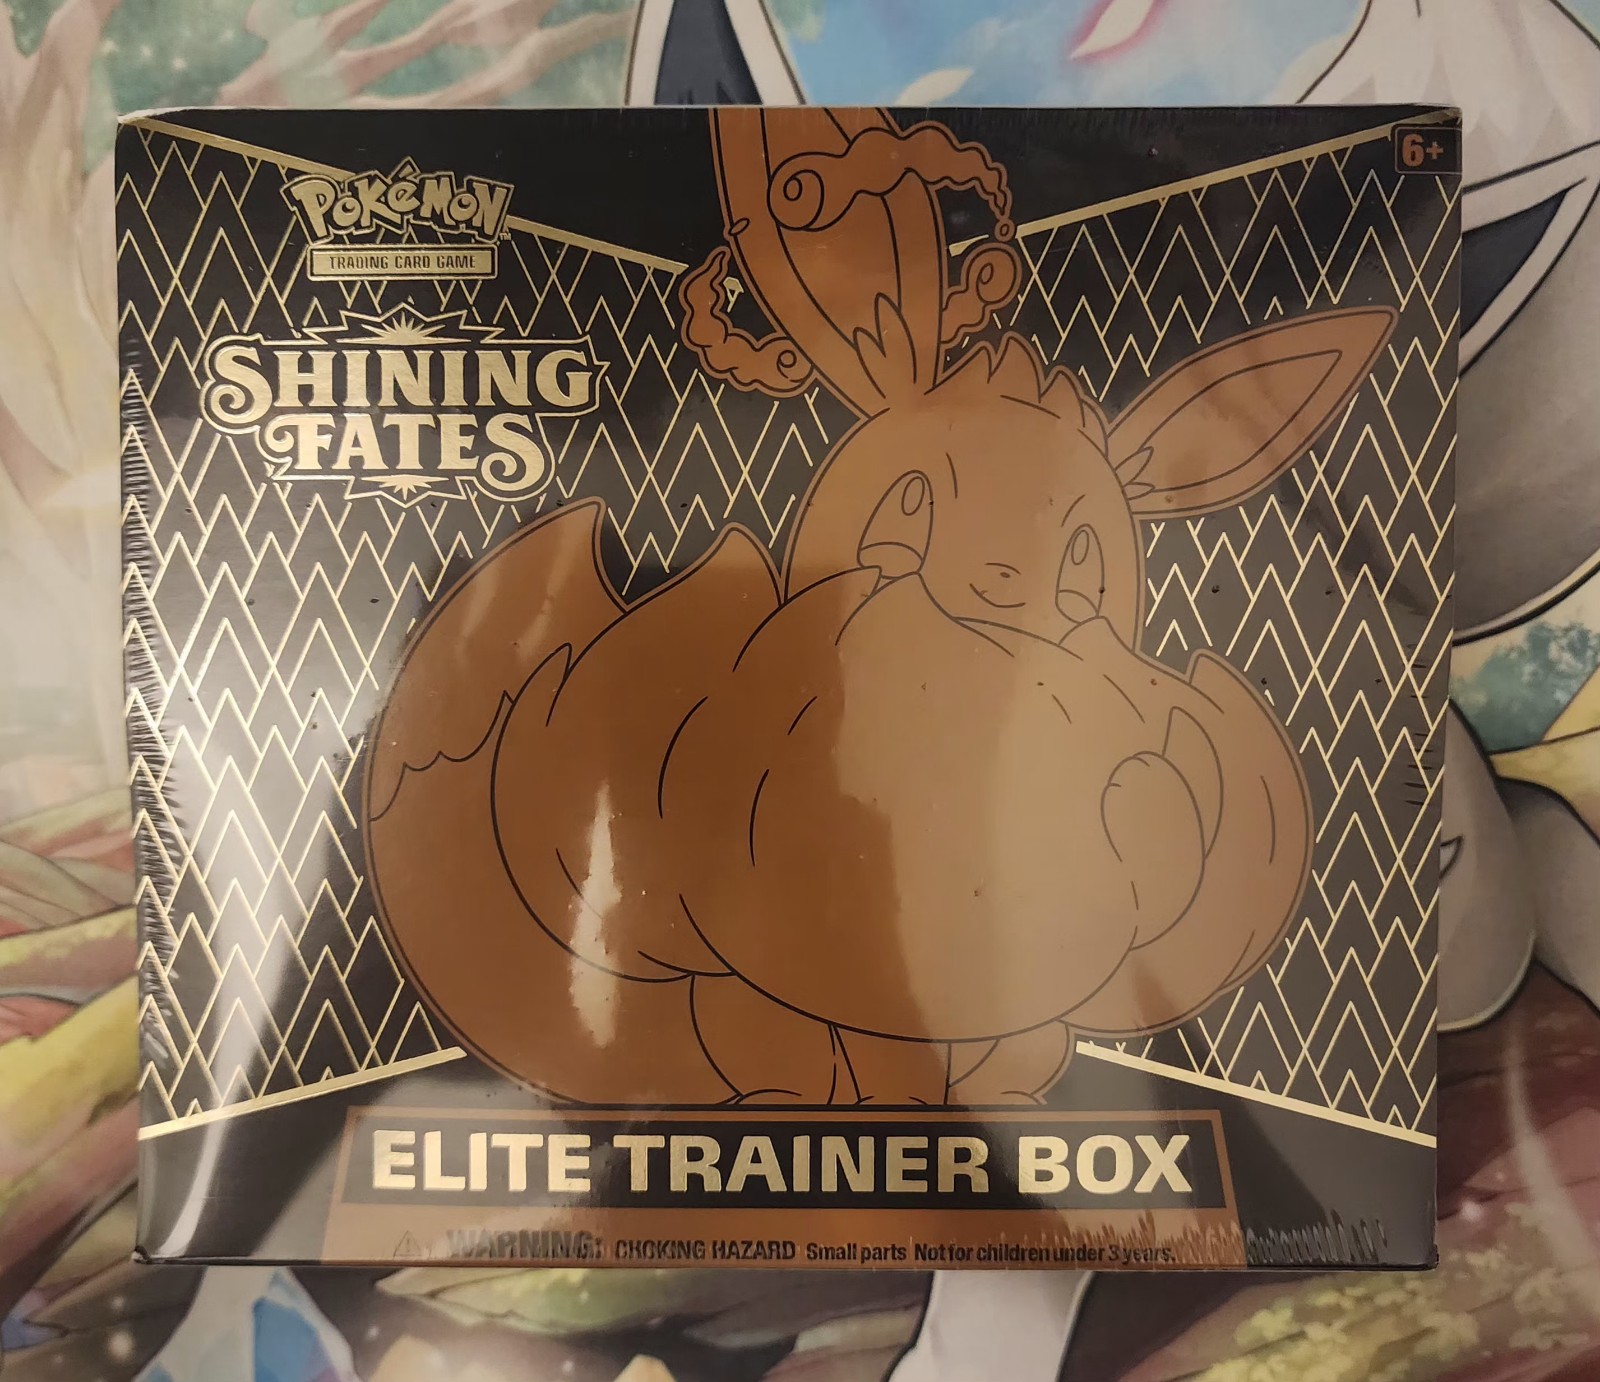 6+
POKéMON
TM
TRADING CARD GAME
SHINING
FATES
ELITE TRAINER BOX
WARNING: CHOKING HAZARD Small parts Not for children under 3 years.